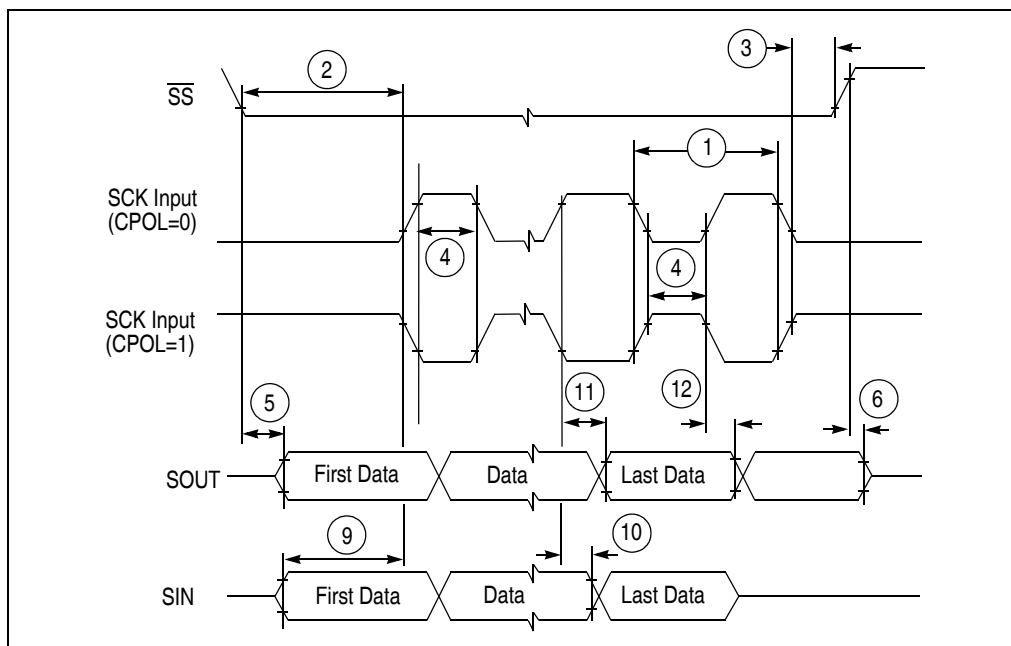 3
2
SS
1
SCK Input
(CPOL=0)
4
4
SCK Input
(CPOL=1)
11
12
5
6
SOUT
First Data
Data
Last Data
9
10
SIN
First Data
Data
Last Data